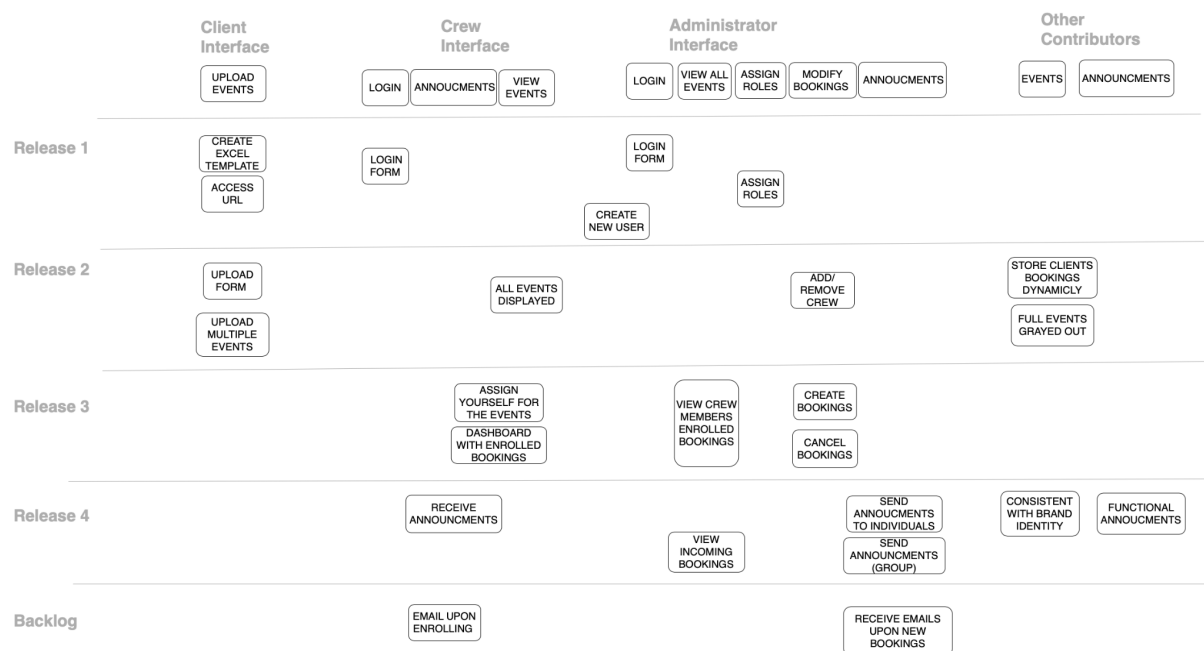 Client
Interface
Crew
Interface
Administrator
Interface
Other
Contributors
UPLOAD
EVENTS
LOGIN
ANNOUCMENTS
VIEW
EVENTS
LOGIN
VIEW ALL
EVENTS
ASSIGN
ROLES
MODIFY
BOOKINGS
ANNOUCMENTS
EVENTS
ANNOUNCMENTS
Release 1
CREATE
EXCEL
TEMPLATE
ACCESS
URL
LOGIN
FORM
LOGIN
FORM
CREATE
NEW USER
ASSIGN
ROLES
Release 2
UPLOAD
FORM
UPLOAD
MULTIPLE
EVENTS
ALL EVENTS
DISPLAYED
ADD/
REMOVE
CREW
STORE CLIENTS
BOOKINGS
DYNAMICLY
FULL EVENTS
GRAYED OUT
Release 3
ASSIGN
YOURSELF FOR
THE EVENTS
DASHBOARD
WITH ENROLLED
BOOKINGS
VIEW CREW
MEMBERS
ENROLLED
BOOKINGS
CREATE
BOOKINGS
CANCEL
BOOKINGS
Release 4
RECEIVE
ANNOUNCMENTS
VIEW
INCOMING
BOOKINGS
SEND
ANNOUCMENTS
TO INDIVIDUALS
SEND
ANNOUNCMENTS
(GROUP)
CONSISTENT
WITH BRAND
IDENTITY
FUNCTIONAL
ANNOUCMENTS
Backlog
EMAIL UPON
ENROLLING
RECEIVE EMAILS
UPON NEW
BOOKINGS